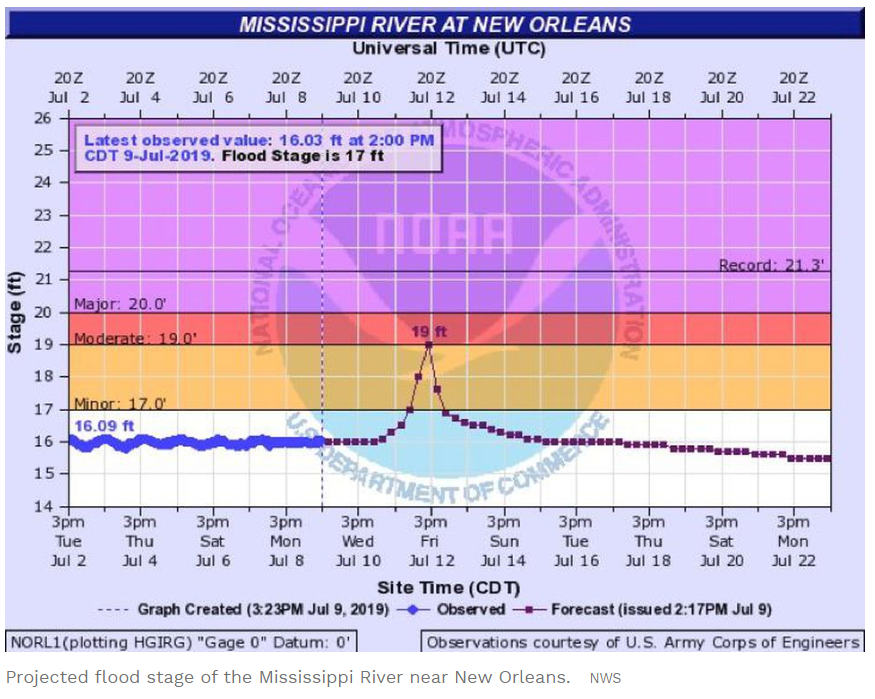 MISSISSIPPI RIVER AT NEW ORLEANS
Universal Time (UTC)
20Z 20Z 20Z 20Z 20Z 20Z 20Z 20Z 20Z 20Z 20Z
Jul 2 Jul 4 Jul 6 Jul 8 Jul 10 Jul 12 Jul 14 Jul 16 Jul 18 Jul 20 Jul 22
Latest observed value: 16.03 ft at 2:00 PM
CDT 9-Jul-2019. Flood Stage is 17 ft
NATIONAL OCEANIC AND ATMOSPHERIC ADMINISTRATION
NOAA
U.S. DEPARTMENT OF COMMERCE
Stage (ft)
26
25
24
23
22
21
20
19
18
17
16
15
14
Record: 21.3'
Major: 20.0'
Moderate: 19.0'
19 ft
Minor: 17.0'
16.09 ft
3pm 3pm 3pm 3pm 3pm 3pm 3pm 3pm 3pm 3pm 3pm
Tue Thu Sat Mon Wed Fri Sun Tue Thu Sat Mon
Jul 2 Jul 4 Jul 6 Jul 8 Jul 10 Jul 12 Jul 14 Jul 16 Jul 18 Jul 20 Jul 22
Site Time (CDT)
Graph Created (3:23PM Jul 9, 2019) Observed Forecast (issued 2:17PM Jul 9)
NORL1(plotting HGIRG) "Gage 0" Datum: 0' Observations courtesy of U.S. Army Corps of Engineers
Projected flood stage of the Mississippi River near New Orleans. NWS